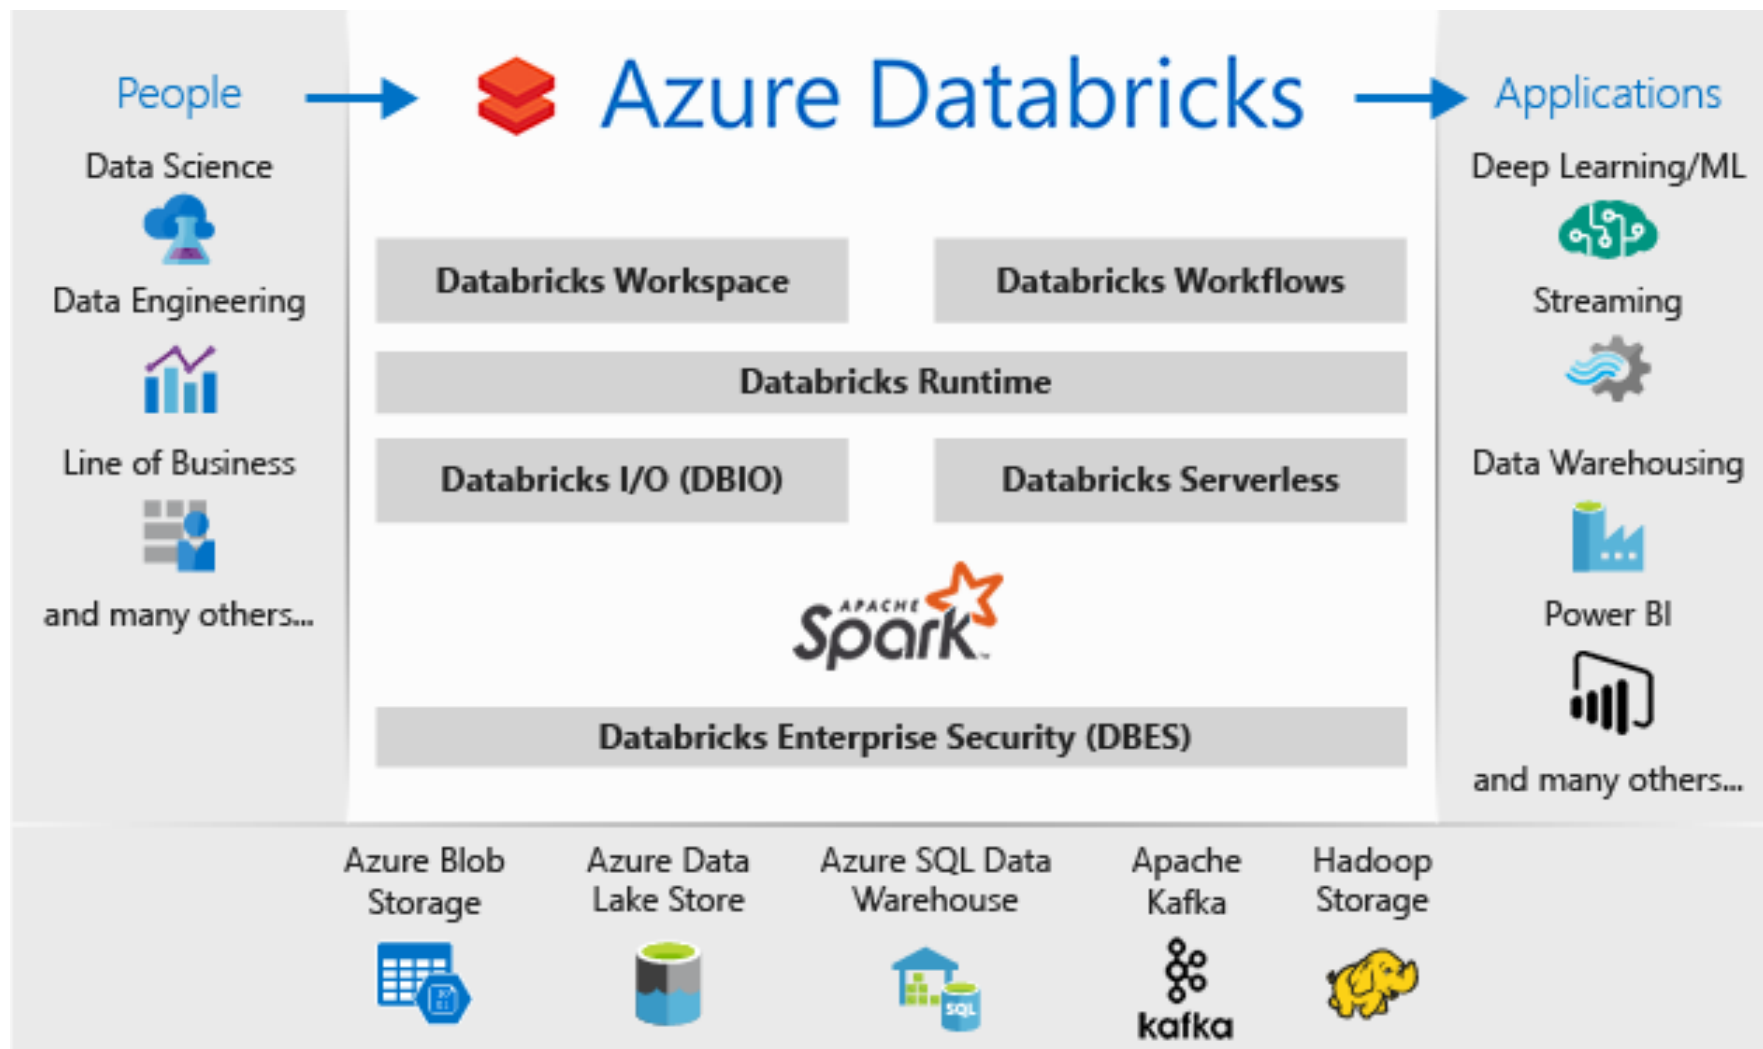 People
Azure Databricks
Applications
Data Science
Data Engineering
Line of Business
and many others...
Databricks Workspace
Databricks Workflows
Databricks Runtime
Databricks I/O (DBIO)
Databricks Serverless
APACHE
Spark™
Databricks Enterprise Security (DBES)
Deep Learning/ML
Streaming
Data Warehousing
Power BI
and many others...
Azure Blob
Storage
Azure Data
Lake Store
Azure SQL Data
Warehouse
SQL
Apache
Kafka
kafka
Hadoop
Storage